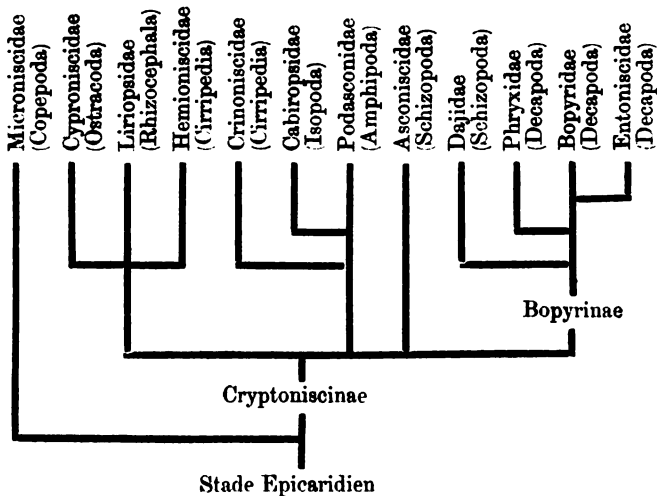 Microniscidae
(Copepoda)
Cyproniscidae
(Ostracoda)
Liriopsidae
(Rhizocephala)
Hemioniscidae
(Cirripedia)
Crinoniscidae
(Cirripedia)
Cabiropsidae
(Isopoda)
Podasconidae
(Amphipoda)
Asconiscidae
(Schizopoda)
Dajidae
(Schizopoda)
Phryxidae
(Decapoda)
Bopyridae
(Decapoda)
Entoniscidae
(Decapoda)
Bopyrinae
Cryptoniscinae
Stade Epicaridien